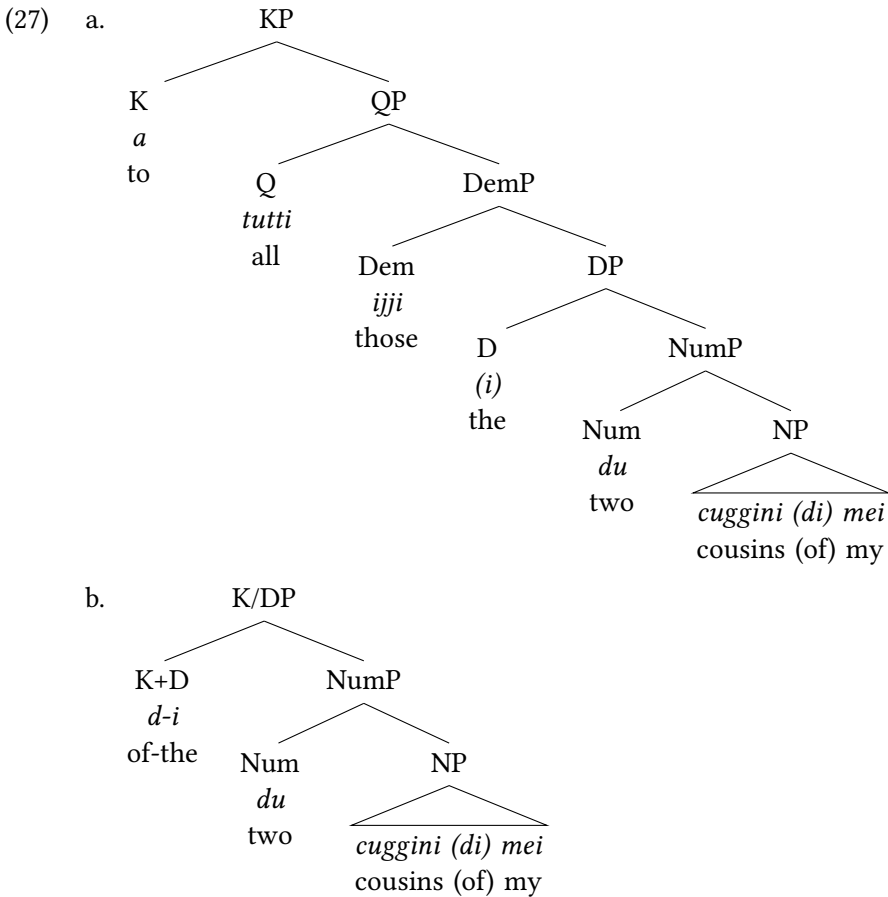 (27) a. KP
K QP
a
to
Q DemP
tutti
all
Dem DP
ijji
those
D NumP
(i)
the
Num NP
du
two
cuggini (di) mei
cousins (of) my
b. K/DP
K+D NumP
d-i
of-the
Num NP
du
two
cuggini (di) mei
cousins (of) my